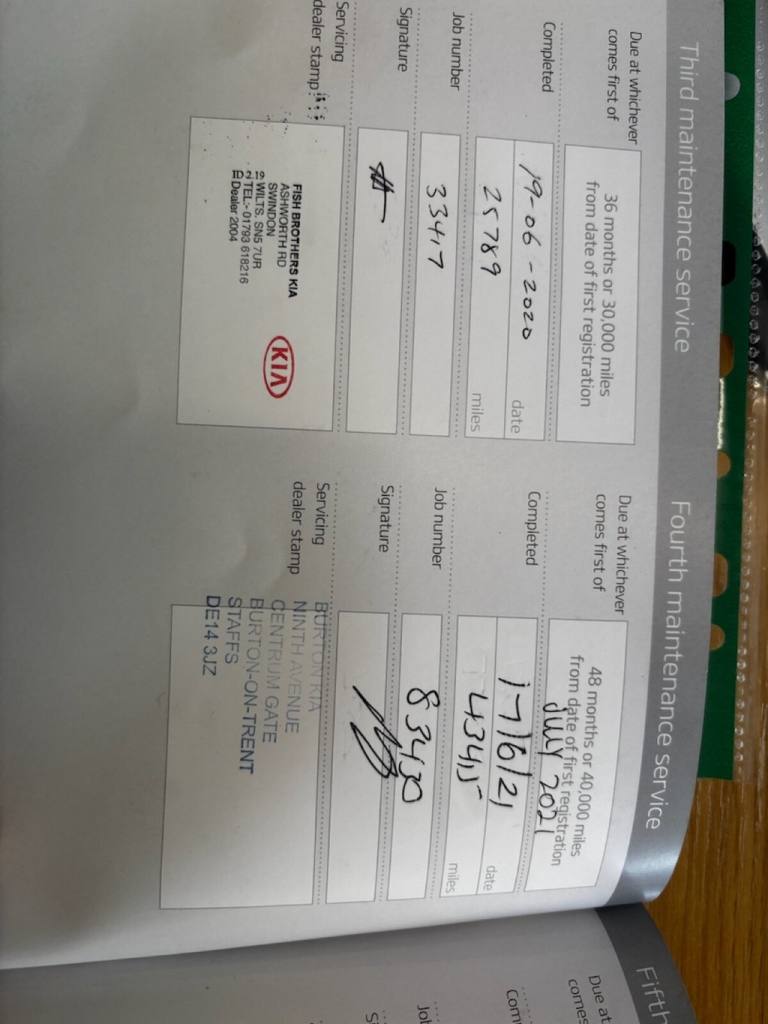 Third maintenance service
Due at whichever
comes first of
36 months or 30,000 miles
from date of first registration
Completed
19-06-2020
date
25789
miles
Job number
33417
Signature
Servicing
dealer stamp
FISH BROTHERS KIA
ASHWORTH RD
SWINDON
WILTS. SN5 7UR
TEL:- 01793 618216
Dealer 2004
KIA
Fourth maintenance service
Due at whichever
comes first of
48 months or 40,000 miles
from date of first registration
July 2021
Completed
17/6/21
date
miles
Job number
Signature
Servicing
dealer stamp
BURTON KIA
NINTH AVENUE
CENTRUM GATE
BURTON-ON-TRENT
STAFFS
DE14 3JZ
Fifth
Due at
comes
Com
Job